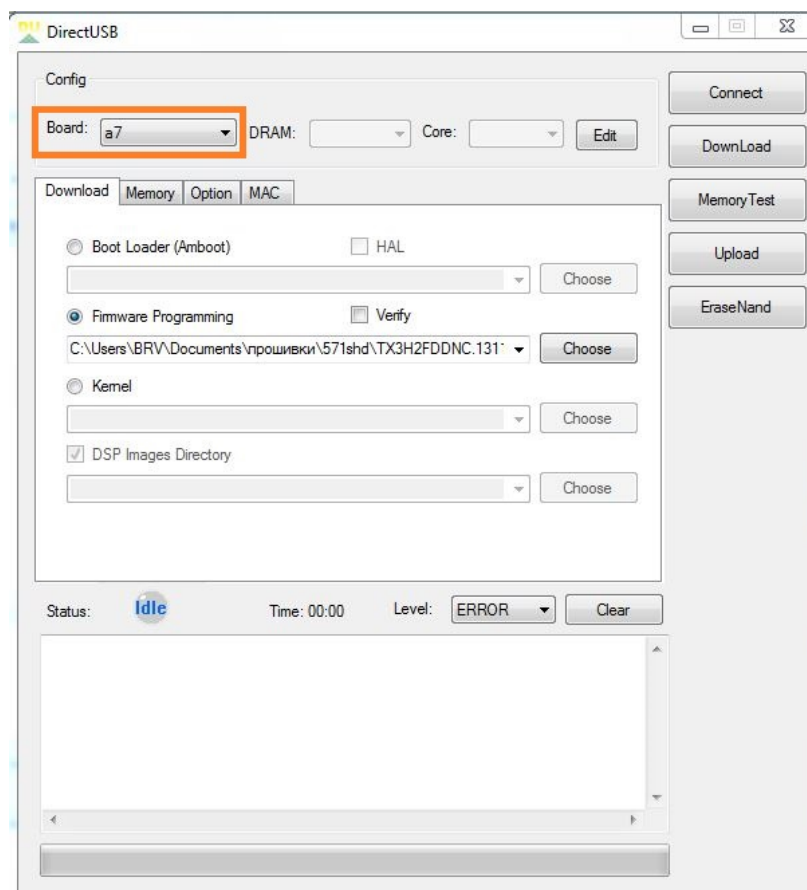 DirectUSB
Config
Board: a7 DRAM: Core: Edit
Connect
DownLoad
MemoryTest
Upload
EraseNand
Download Memory Option MAC
Boot Loader (Amboot) HAL
Choose
Firmware Programming Verify
C:\Users\BRV\Documents\прошивки\571shd\TX3H2FDDNC.131 Choose
Kernel
Choose
DSP Images Directory
Choose
Status: Idle Time: 00:00 Level: ERROR Clear